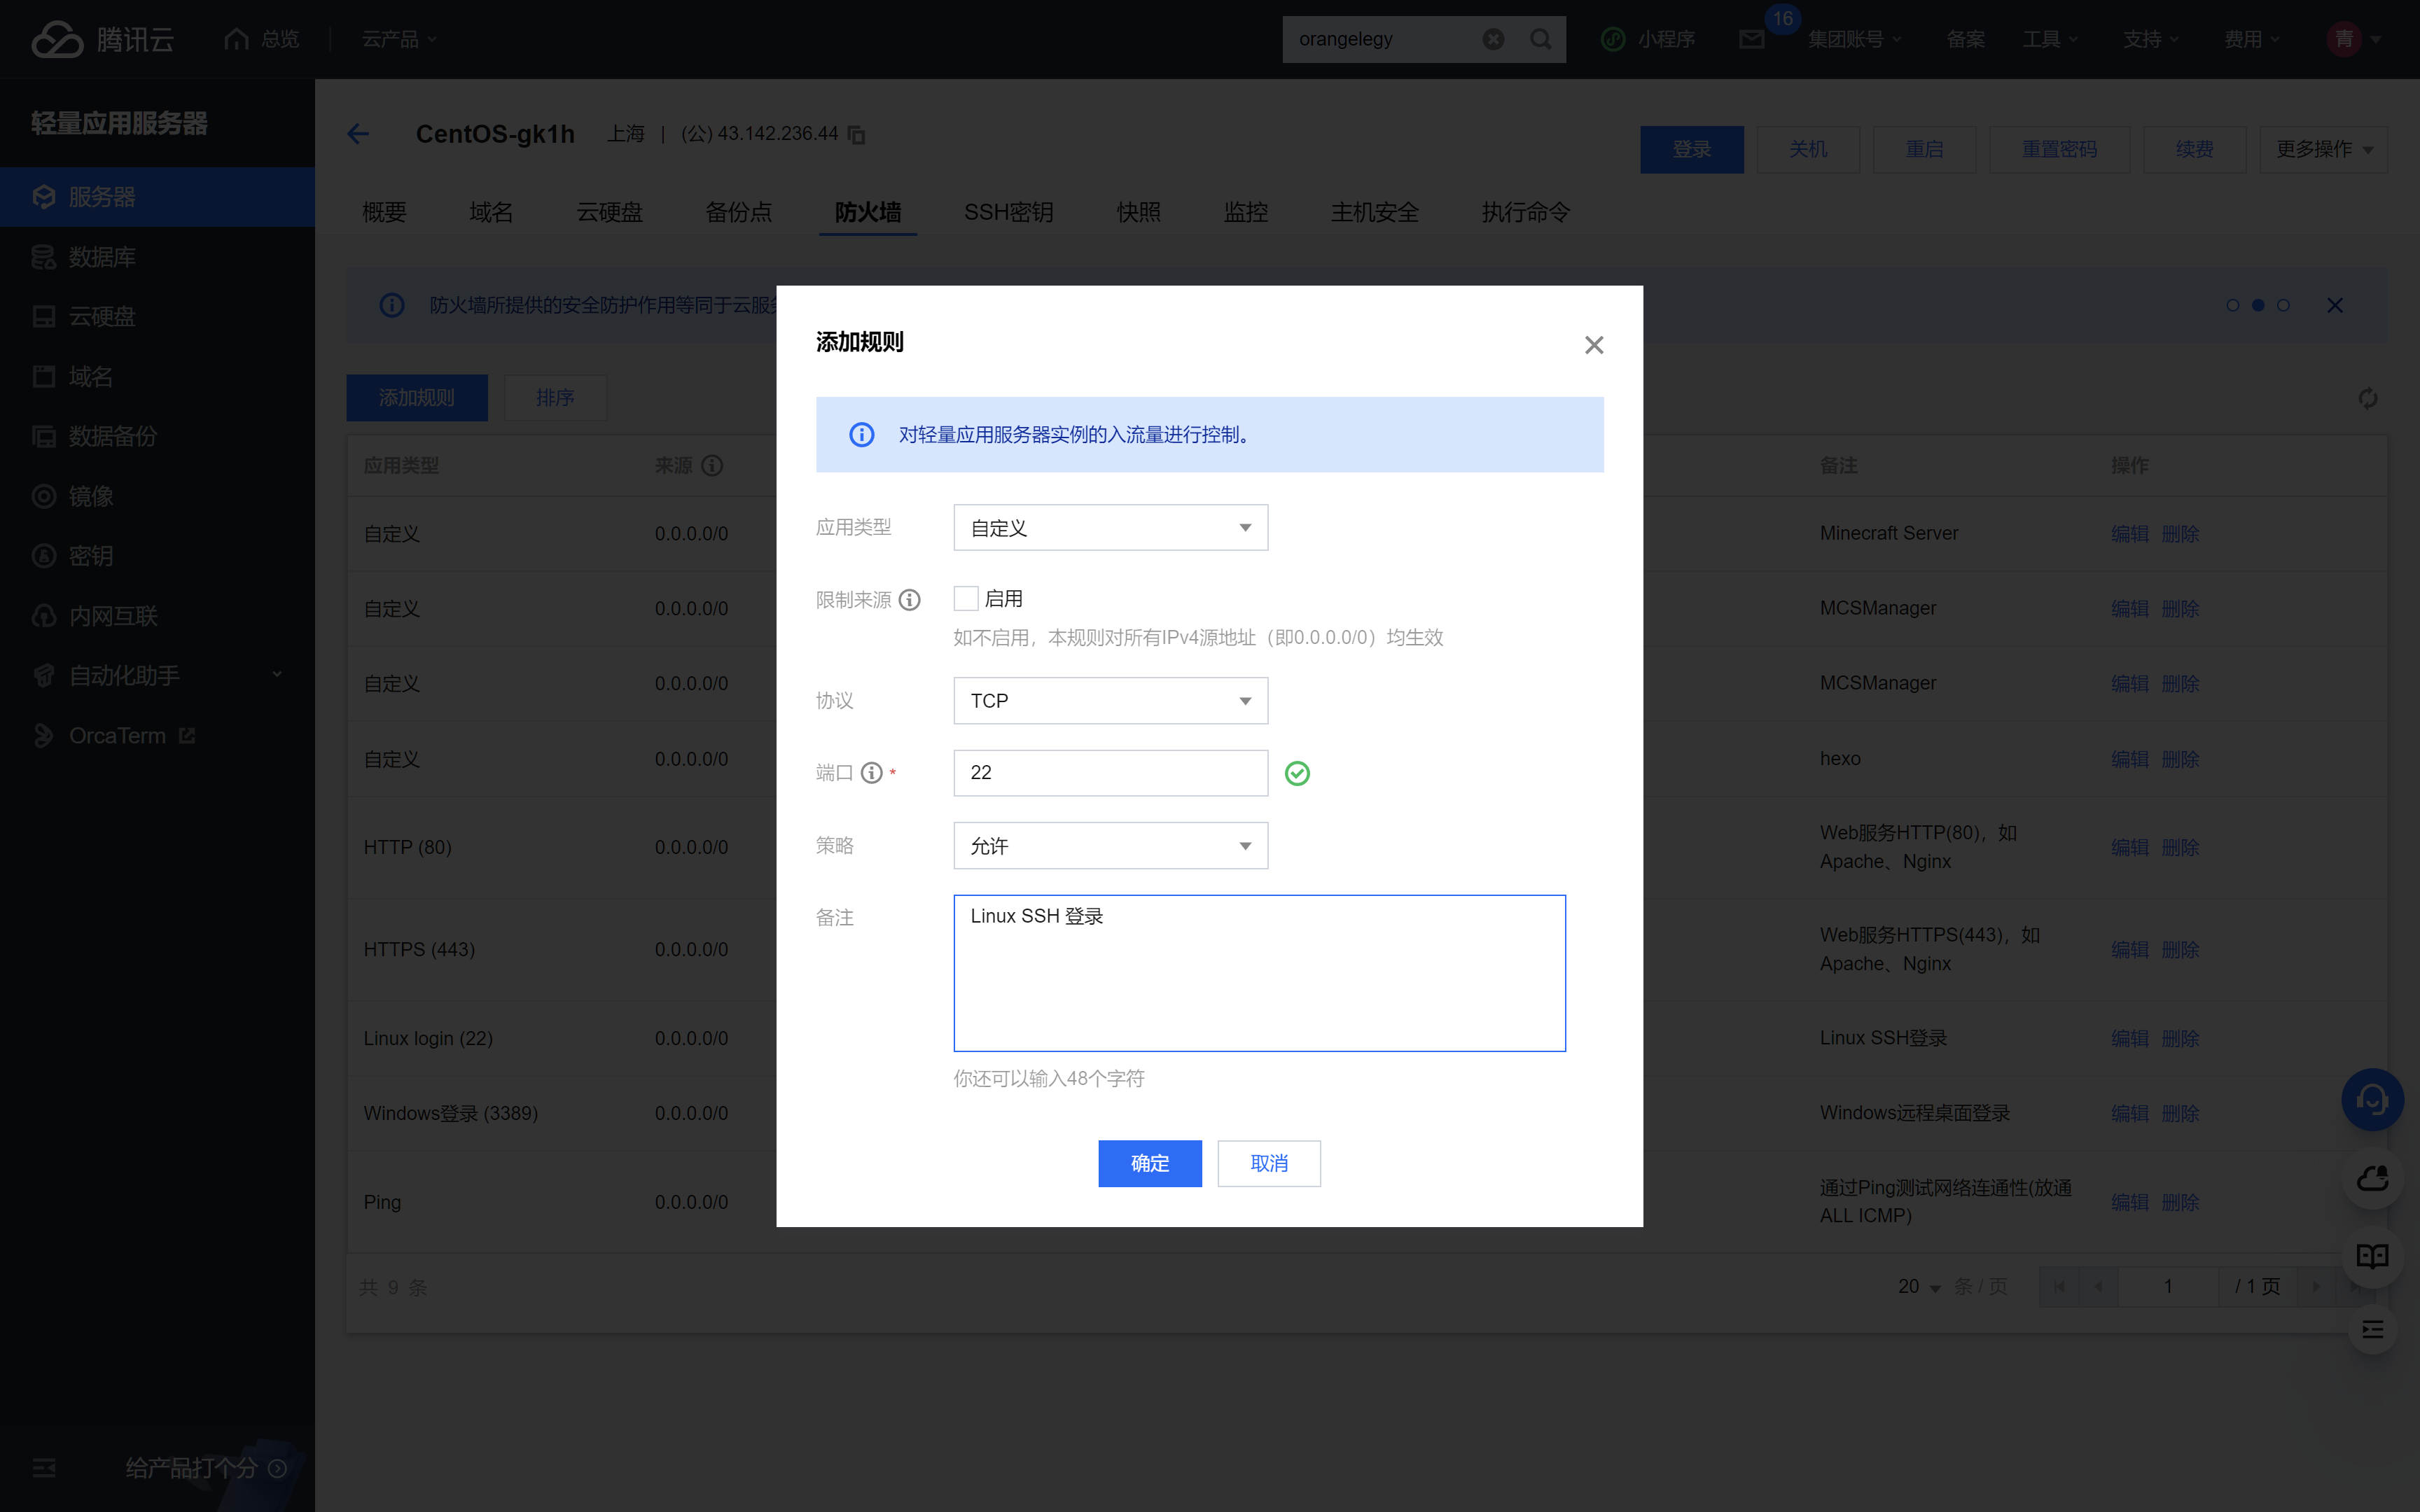 腾讯云
总览
云产品
orangelegy
小程序
16
集团账号
备案
工具
支持
费用
青
轻量应用服务器
服务器
数据库
云硬盘
域名
数据备份
镜像
密钥
内网互联
自动化助手
OrcaTerm
给产品打个分
CentOS-gk1h
上海 | (公) 43.142.236.44
登录
关机
重启
重置密码
续费
更多操作
概要
域名
云硬盘
备份点
防火墙
SSH密钥
快照
监控
主机安全
执行命令
防火墙所提供的安全防护作用等同于云服
添加规则
排序
应用类型 来源 备注 操作
自定义 0.0.0.0/0 Minecraft Server 编辑 删除
自定义 0.0.0.0/0 MCSManager 编辑 删除
自定义 0.0.0.0/0 MCSManager 编辑 删除
自定义 0.0.0.0/0 hexo 编辑 删除
HTTP (80) 0.0.0.0/0 Web服务HTTP(80)，如 编辑 删除
Apache、Nginx
HTTPS (443) 0.0.0.0/0 Web服务HTTPS(443)，如 编辑 删除
Apache、Nginx
Linux login (22) 0.0.0.0/0 Linux SSH登录 编辑 删除
Windows登录 (3389) 0.0.0.0/0 Windows远程桌面登录 编辑 删除
Ping 0.0.0.0/0 通过Ping测试网络连通性(放通 编辑 删除
ALL ICMP)
共 9 条
20 条 / 页
1 / 1 页
添加规则
对轻量应用服务器实例的入流量进行控制。
应用类型 自定义
限制来源 启用
如不启用，本规则对所有IPv4源地址（即0.0.0.0/0）均生效
协议 TCP
端口 * 22
策略 允许
备注 Linux SSH 登录
你还可以输入48个字符
确定
取消